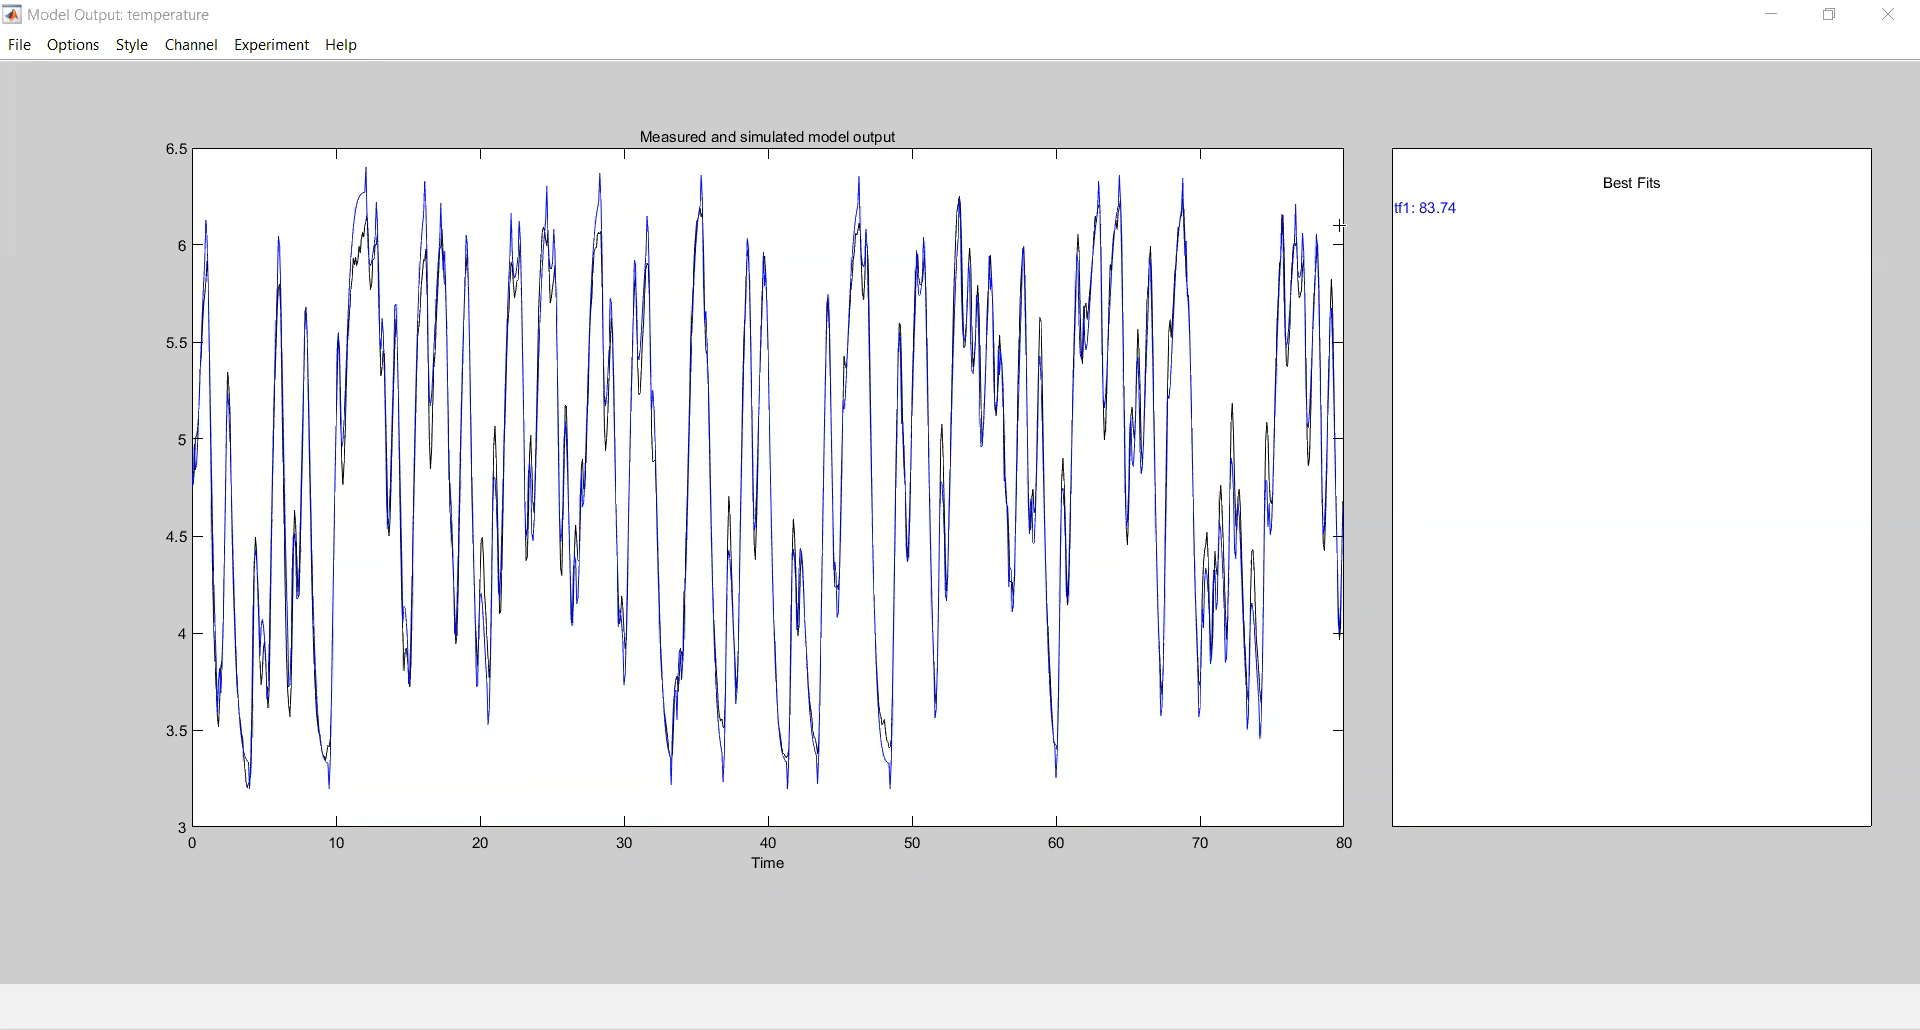 Model Output: temperature
File Options Style Channel Experiment Help
Measured and simulated model output
6.5
6
5.5
5
4.5
4
3.5
3
0 10 20 30 40 50 60 70 80
Time
Best Fits
tf1: 83.74